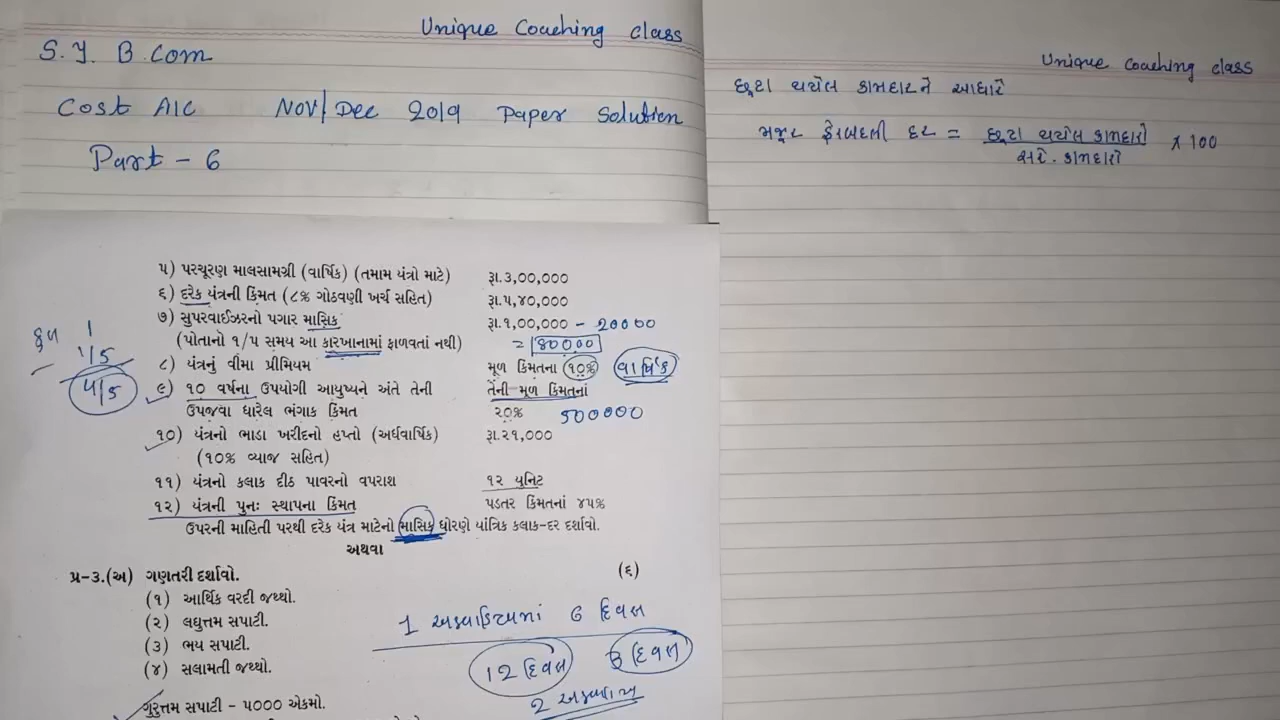 Unique Coaching class
S.Y. B.Com
Cost A/C Nov/Dec 2019 Paper Solution
Part - 6
૫) પરચૂરણ માલસામગ્રી (વાર્ષિક) (તમામ યંત્રો માટે) રૂા.૩,૦૦,૦૦૦
૬) દરેક યંત્રની કિંમત (૮% ગોઠવણી ખર્ચ સહિત) રૂા.૫,૪૦,૦૦૦
૭) સુપરવાઈઝરનો પગાર માસિક રૂા.૧,૦૦,૦૦૦ - 20000
(પોતાનો ૧/૫ સમય આ કારખાનામાં ફાળવતાં નથી) = 80000
કુલ 1
1/5
4/5
૮) યંત્રનું વીમા પ્રીમિયમ મૂળ કિંમતના ૧૦% વાર્ષિક
૯) ૧૦ વર્ષના ઉપયોગી આયુષ્યને અંતે તેની તેની મૂળ કિંમતનાં
ઉપજવા ધારેલ ભંગાક કિંમત ૨૦% 500000
૧૦) યંત્રનો ભાડા ખરીદનો હપ્તો (અર્ધવાર્ષિક) રૂા.૨૧,૦૦૦
(૧૦% વ્યાજ સહિત)
૧૧) યંત્રનો કલાક દીઠ પાવરનો વપરાશ ૧૨ યુનિટ
૧૨) યંત્રની પુનઃ સ્થાપના કિંમત પડતર કિંમતનાં ૪૫%
ઉપરની માહિતી પરથી દરેક યંત્ર માટેનો માસિક ધોરણે યાંત્રિક કલાક-દર દર્શાવો.
અથવા
પ્ર-૩.(અ) ગણતરી દર્શાવો. (૬)
(૧) આર્થિક વરદી જથ્થો.
(૨) લઘુત્તમ સપાટી.
(૩) ભય સપાટી.
(૪) સલામતી જથ્થો.
1 અઠવાડિયામાં 6 દિવસ
12 દિવસ 3 દિવસ
2 અઠવાડિયા
ગુરુત્તમ સપાટી - ૫૦૦૦ એકમો.
Unique Coaching class
છૂટા થયેલ કામદારને આધારે
મજૂર ફેરબદલી દર = છૂટા થયેલ કામદારો / સરે. કામદારો × 100